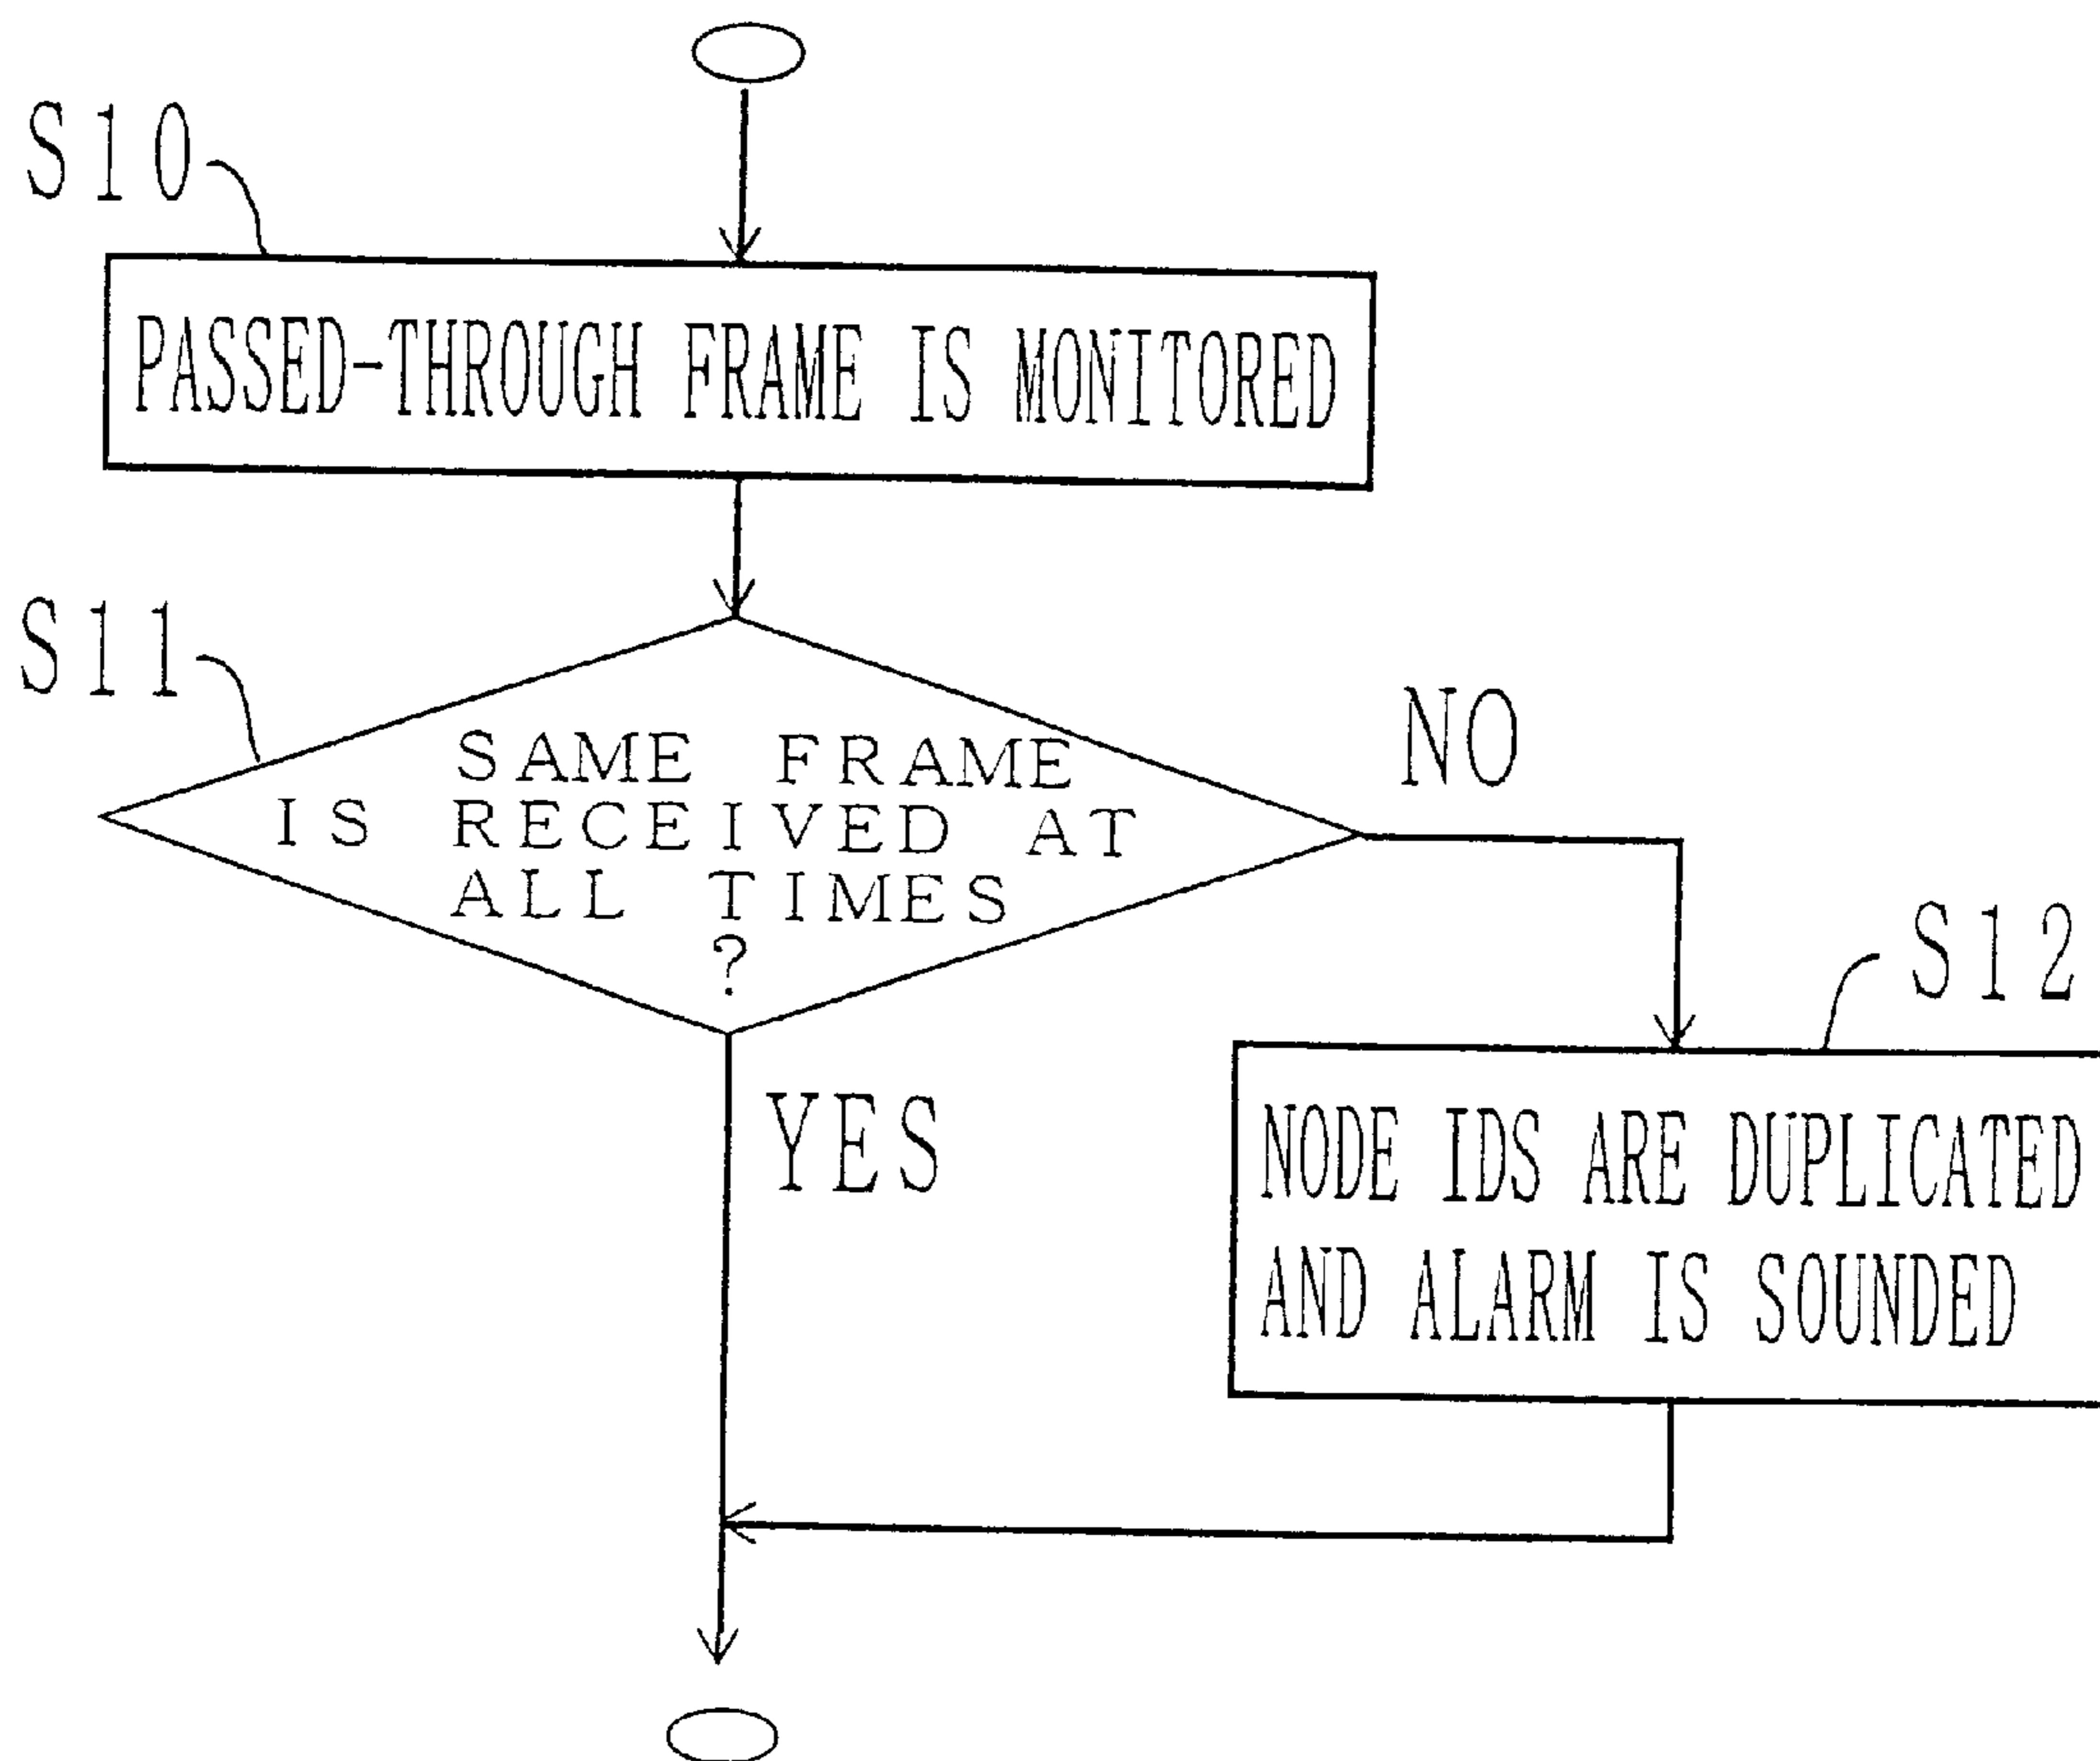 S10
PASSED-THROUGH FRAME IS MONITORED
S11
SAME FRAME
IS RECEIVED AT
ALL TIMES
?
NO
YES
S12
NODE IDS ARE DUPLICATED
AND ALARM IS SOUNDED